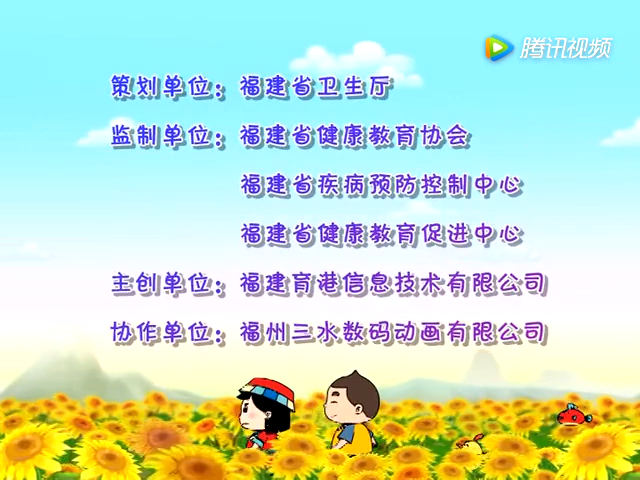 腾讯视频
策划单位：福建省卫生厅
监制单位：福建省健康教育协会
福建省疾病预防控制中心
福建省健康教育促进中心
主创单位：福建育港信息技术有限公司
协作单位：福州三水数码动画有限公司